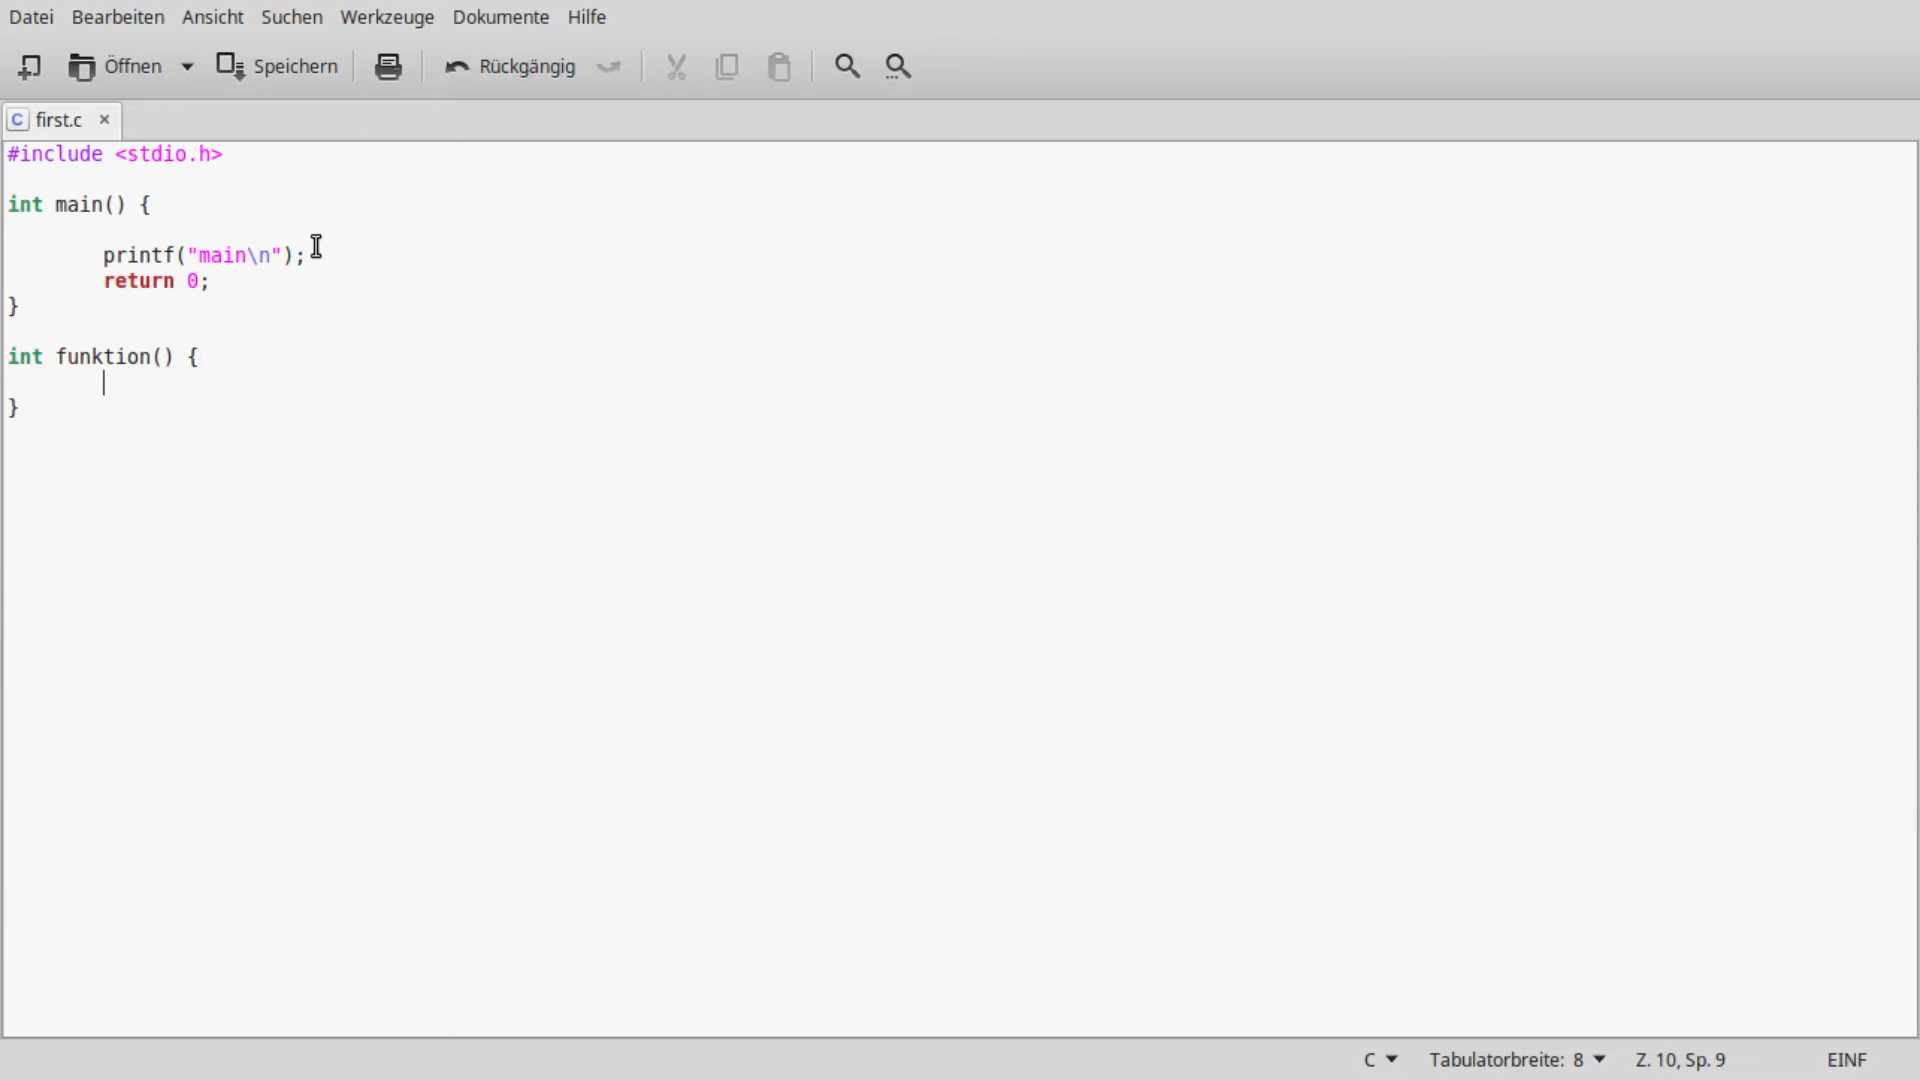 Datei Bearbeiten Ansicht Suchen Werkzeuge Dokumente Hilfe
Öffnen Speichern Rückgängig
C first.c ×
#include <stdio.h>
int main() {
printf("main\n");
return 0;
}
int funktion() {
}
C Tabulatorbreite: 8 Z. 10, Sp. 9 EINF